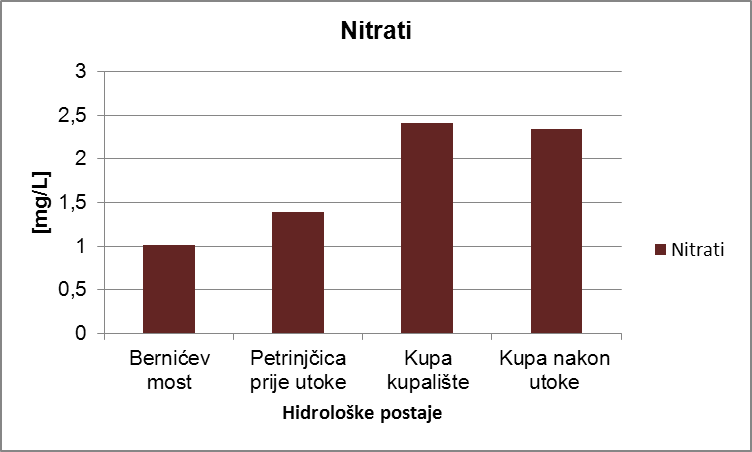 Nitrati
3
2,5
2
1,5
1
0,5
0
[mg/L]
Bernićev
most
Petrinjčica
prije utoke
Kupa
kupalište
Kupa nakon
utoke
Hidrološke postaje
Nitrati